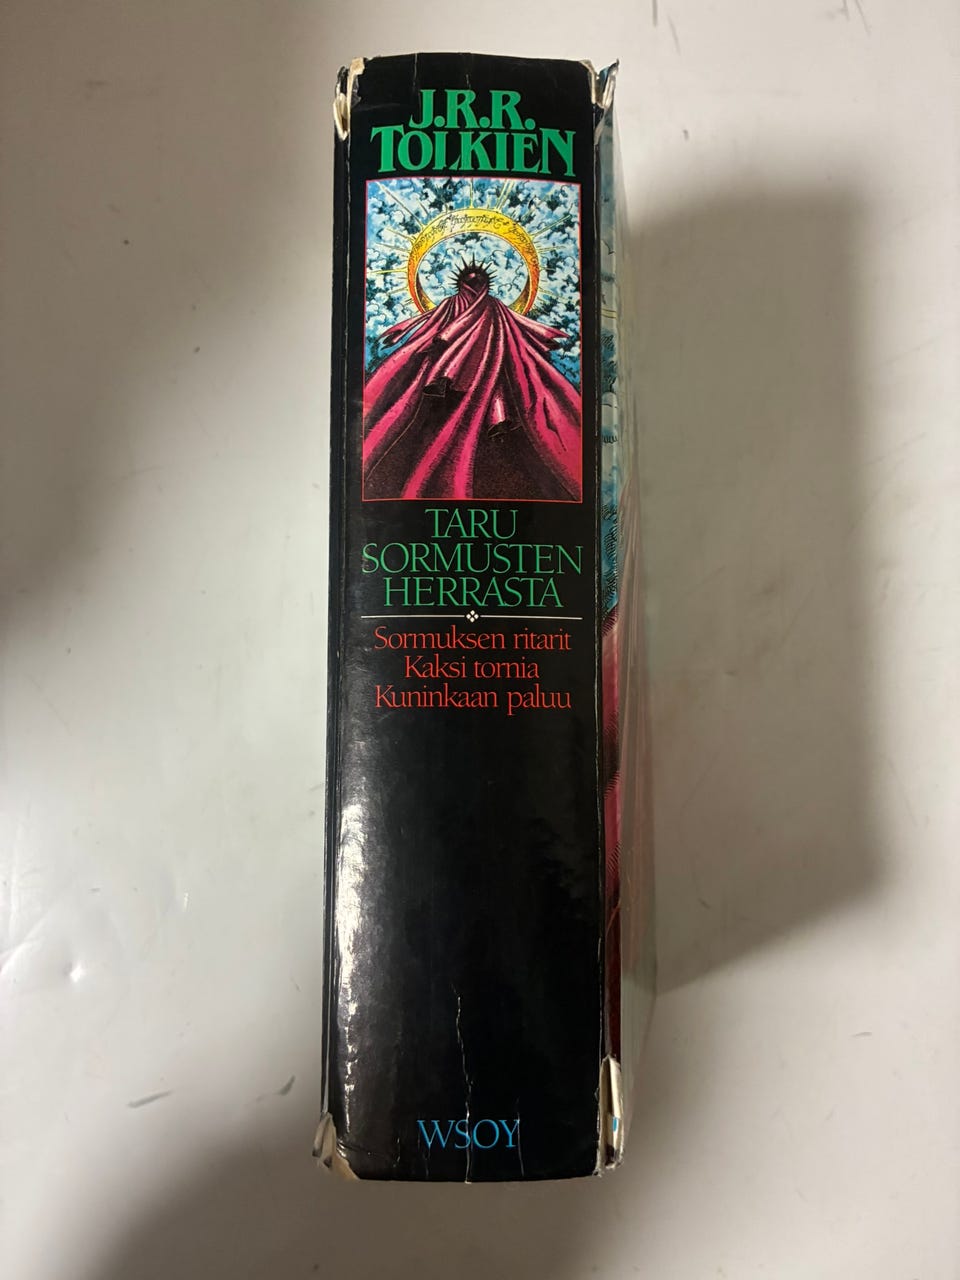 J.R.R.
TOLKIEN
TARU
SORMUSTEN
HERRASTA
Sormuksen ritarit
Kaksi tornia
Kuninkaan paluu
WSOY